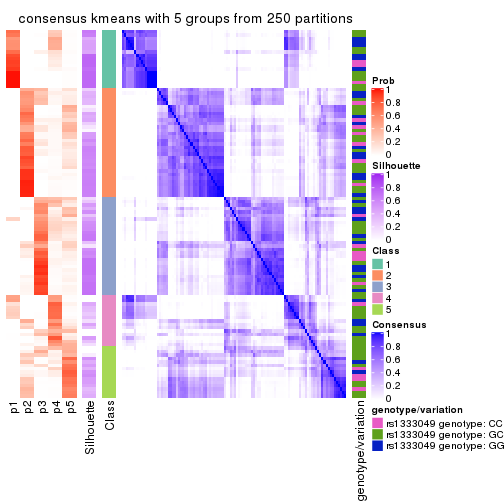 consensus kmeans with 5 groups from 250 partitions
Prob
1
0.8
0.6
0.4
0.2
0
Silhouette
1
0.8
0.6
0.4
0.2
0
Class
1
2
3
4
5
Consensus
1
0.8
0.6
0.4
0.2
0
genotype/variation
rs1333049 genotype: CC
rs1333049 genotype: GC
rs1333049 genotype: GG
p1
p2
p3
p4
p5
Silhouette
Class
genotype/variation